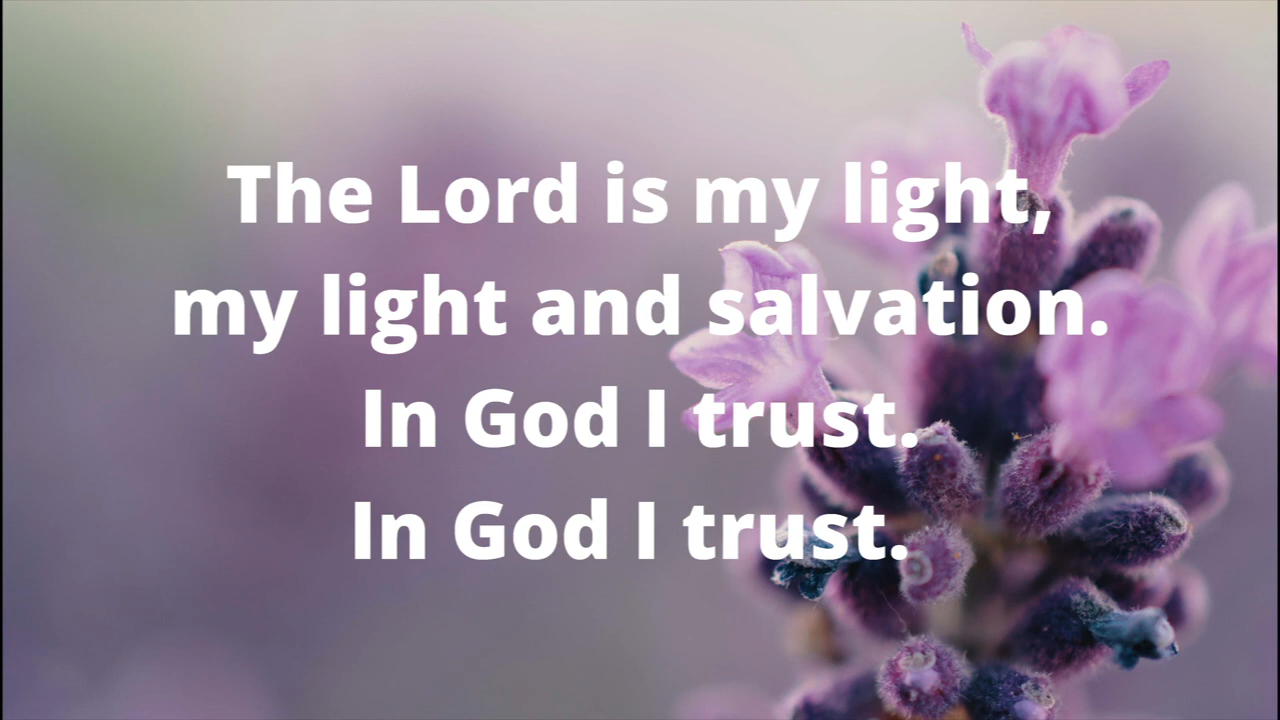 The Lord is my light,
my light and salvation.
In God I trust.
In God I trust.